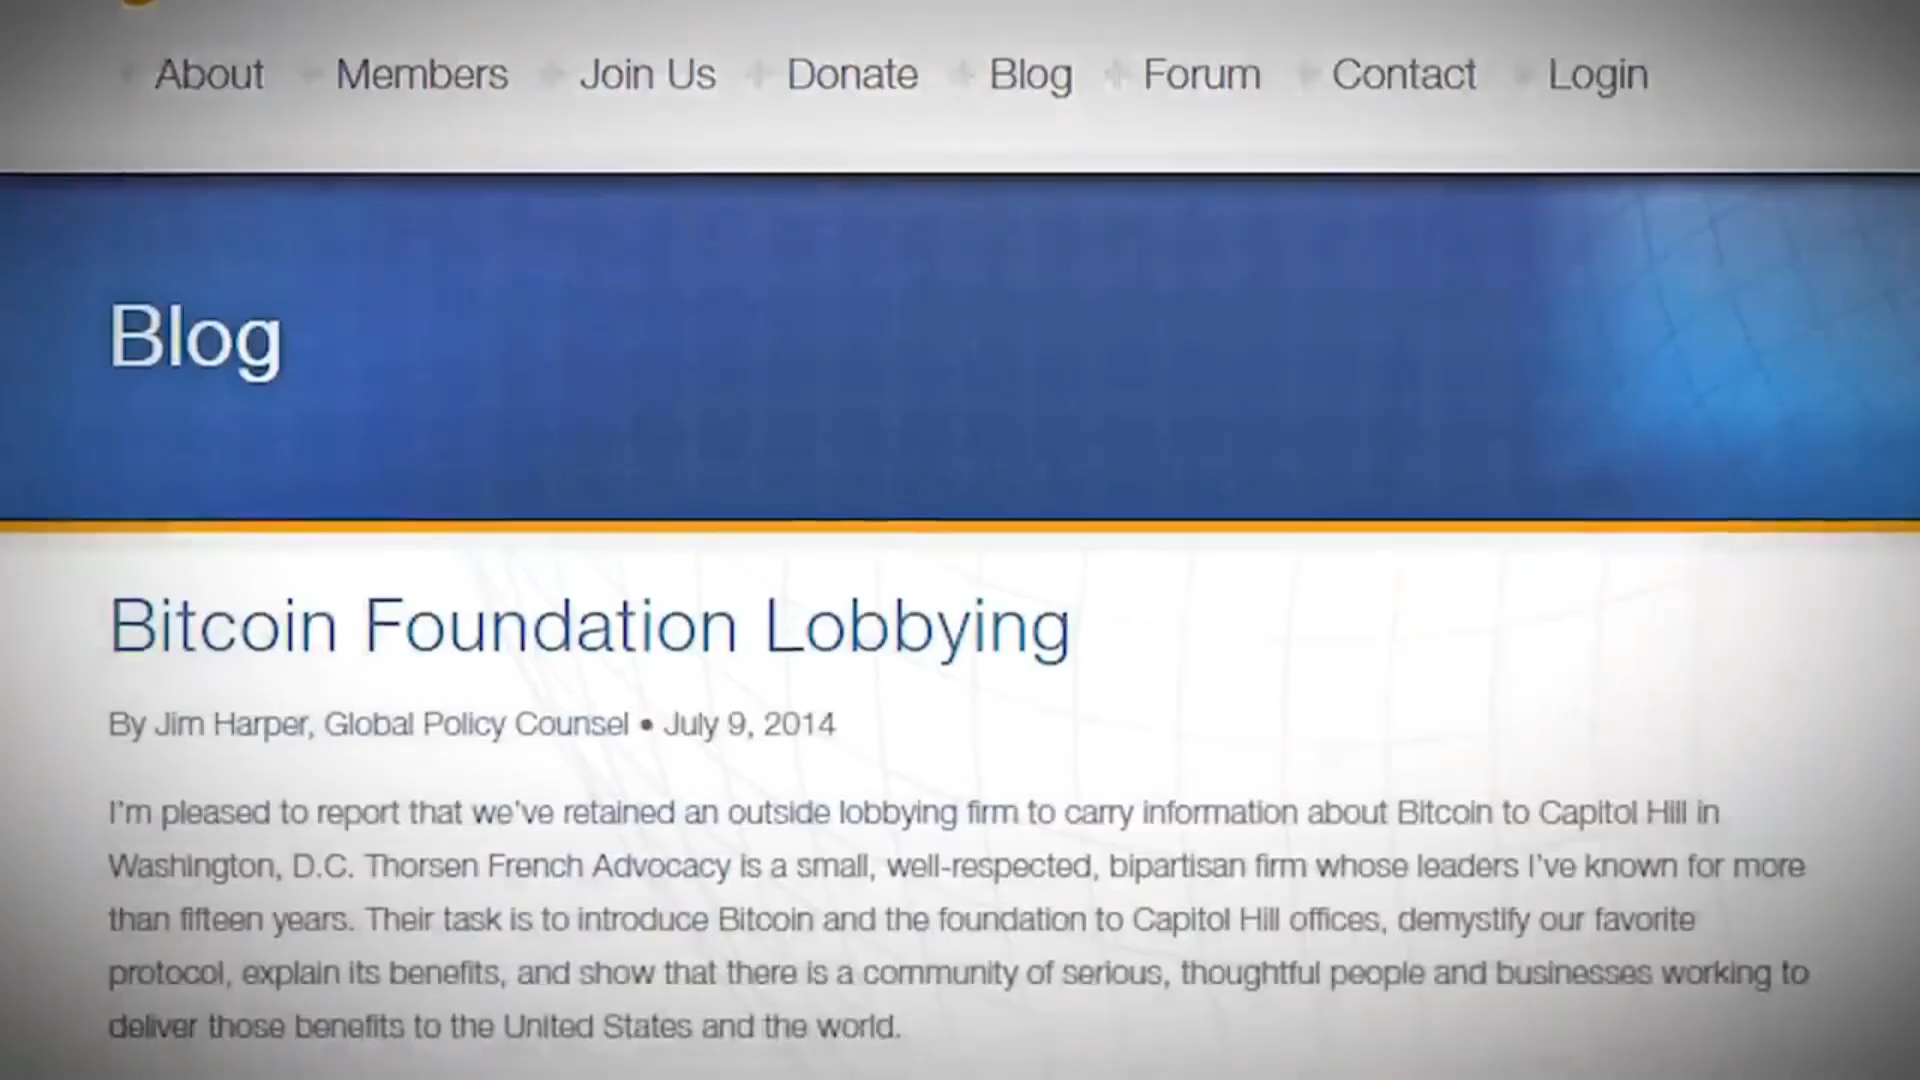 About Members Join Us Donate Blog Forum Contact Login
Blog
Bitcoin Foundation Lobbying
By Jim Harper, Global Policy Counsel • July 9, 2014
I'm pleased to report that we've retained an outside lobbying firm to carry information about Bitcoin to Capitol Hill in
Washington, D.C. Thorsen French Advocacy is a small, well-respected, bipartisan firm whose leaders I've known for more
than fifteen years. Their task is to introduce Bitcoin and the foundation to Capitol Hill offices, demystify our favorite
protocol, explain its benefits, and show that there is a community of serious, thoughtful people and businesses working to
deliver those benefits to the United States and the world.